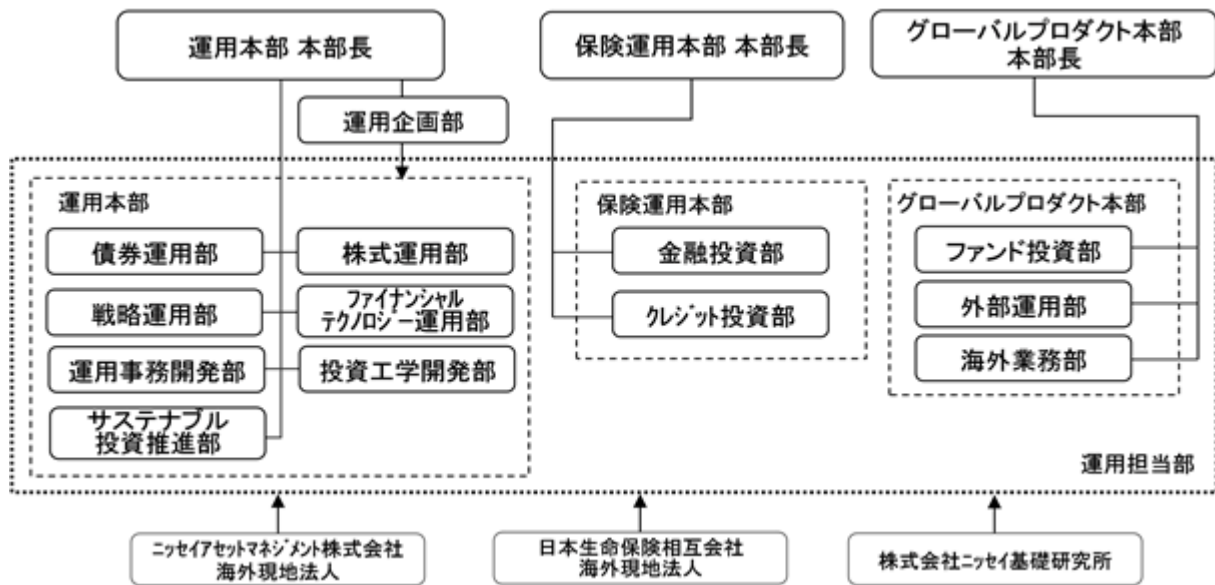 運用本部 本部長
保険運用本部 本部長
グローバルプロダクト本部
本部長
運用企画部
運用本部
債券運用部
株式運用部
戦略運用部
ファイナンシャル
テクノロジー運用部
運用事務開発部
投資工学開発部
サステナブル
投資推進部
保険運用本部
金融投資部
クレジット投資部
グローバルプロダクト本部
ファンド投資部
外部運用部
海外業務部
運用担当部
ニッセイアセットマネジメント株式会社
海外現地法人
日本生命保険相互会社
海外現地法人
株式会社ニッセイ基礎研究所